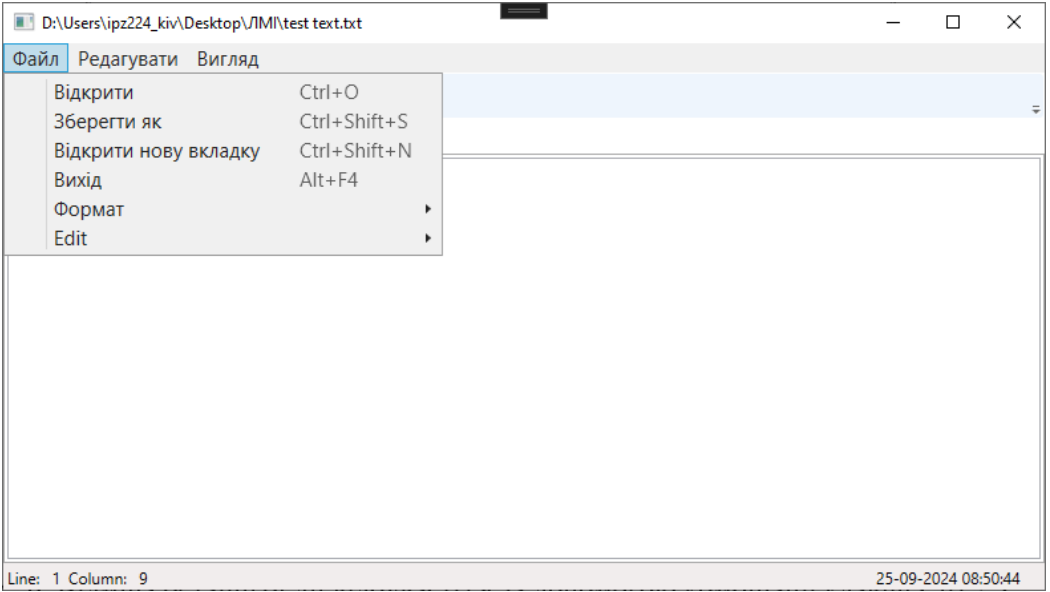 D:\Users\ipz224_kiv\Desktop\ЛМІ\test text.txt
Файл Редагувати Вигляд
Відкрити Ctrl+O
Зберегти як Ctrl+Shift+S
Відкрити нову вкладку Ctrl+Shift+N
Вихід Alt+F4
Формат
Edit
Line: 1 Column: 9 25-09-2024 08:50:44